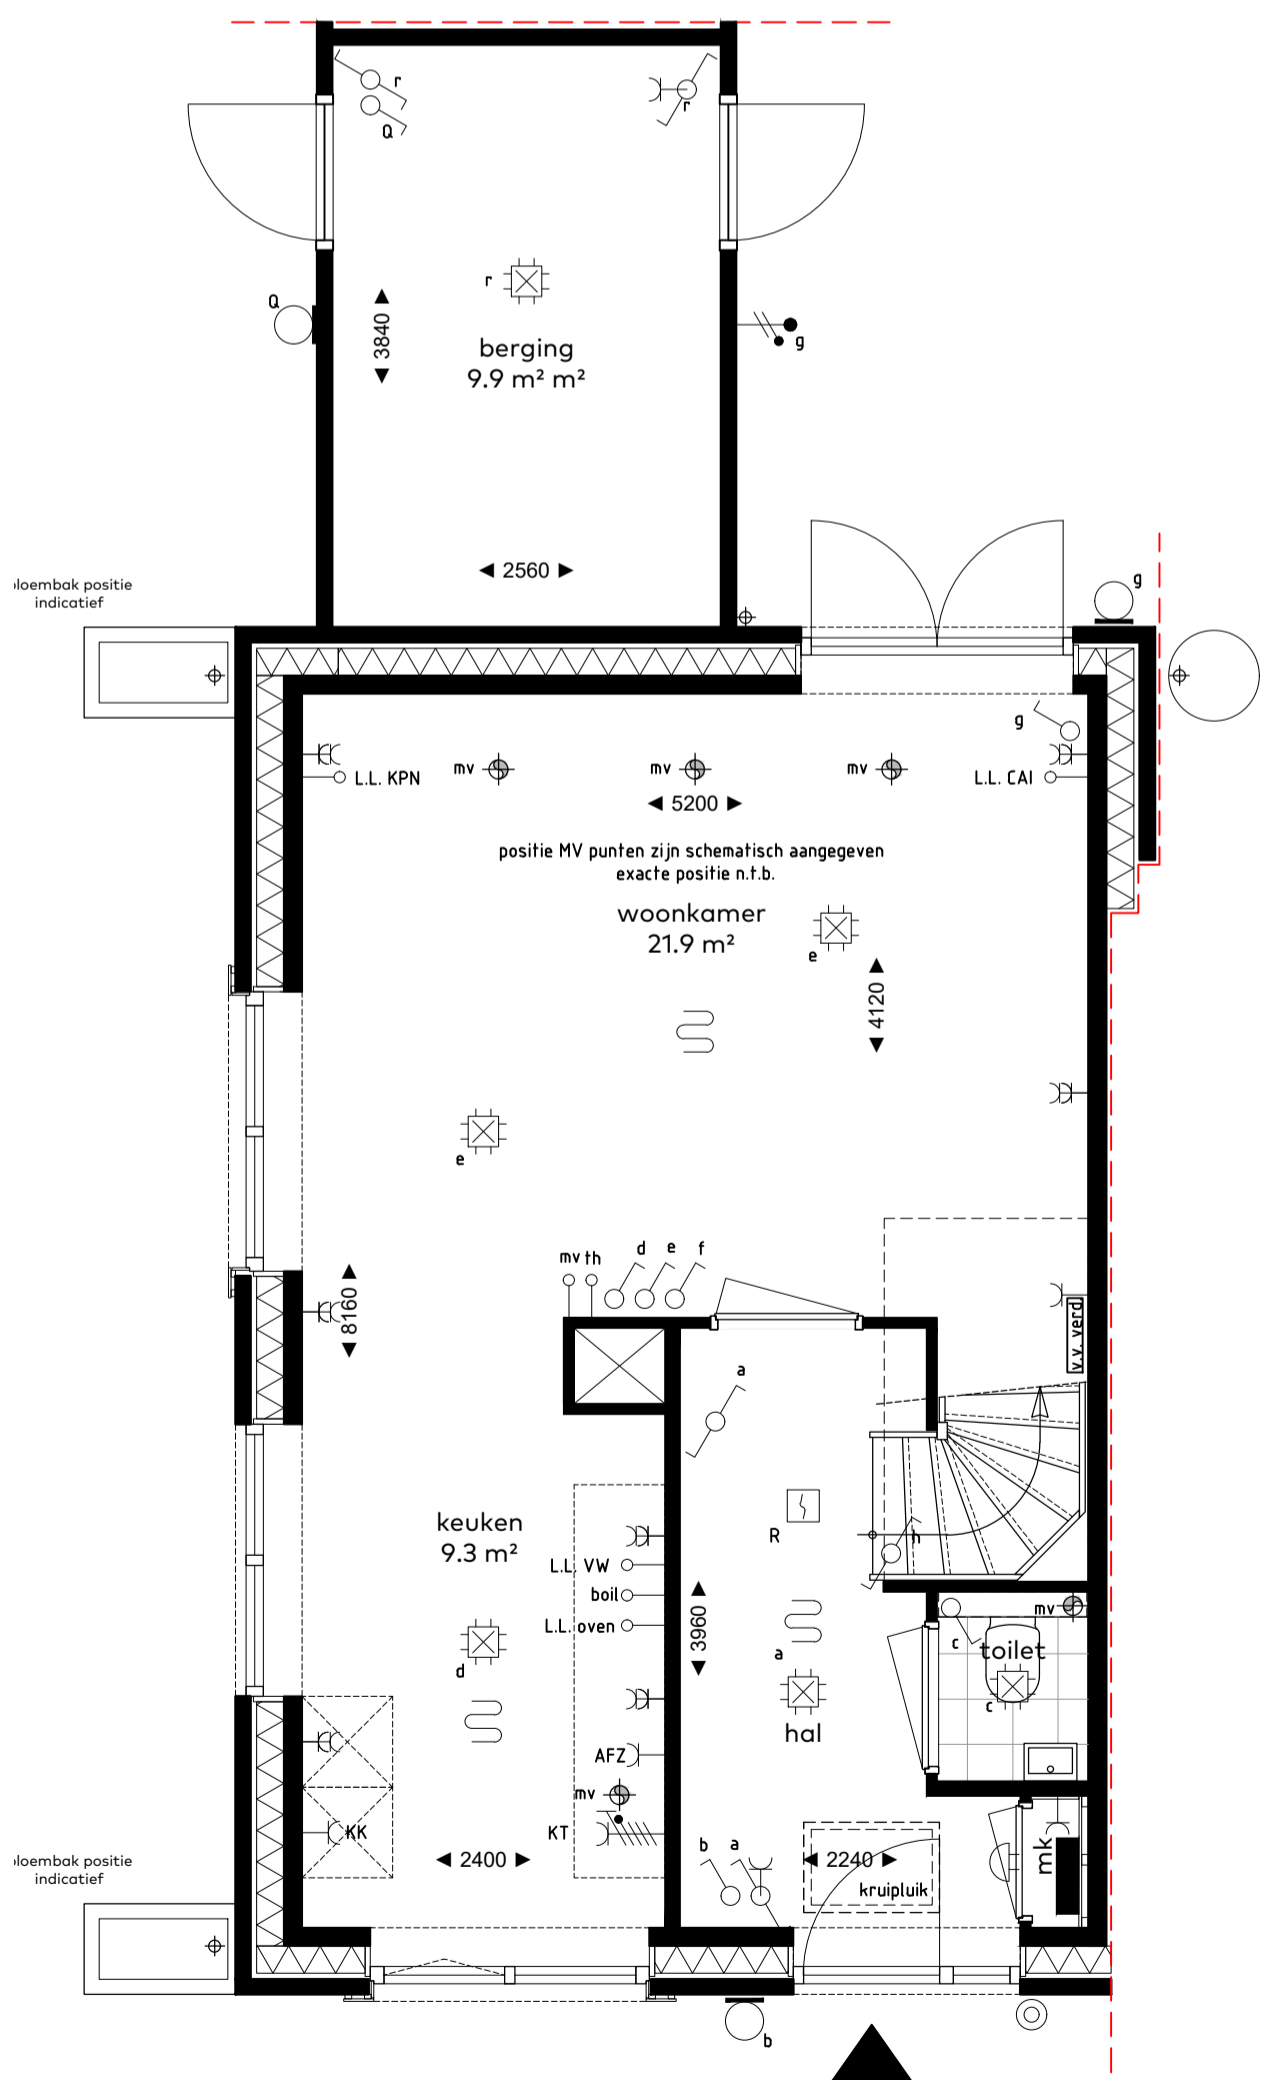 r
Q
r
r
Q
3840
g
berging
9.9 m² m²
2560
loembak positie
indicatief
g
g
L.L. KPN
mv
mv
mv
L.L. CAI
5200
positie MV punten zijn schematisch aangegeven
exacte positie n.t.b.
woonkamer
21.9 m²
e
4120
e
mv th
d
e
f
8160
v.v. verd.
a
keuken
9.3 m²
R
h
L.L. VW
boil
L.L. oven
3960
mv
c
toilet
c
d
a
hal
AFZ
mv
KK
KT
2400
b
a
2240
kruipluik
mk
loembak positie
indicatief
b